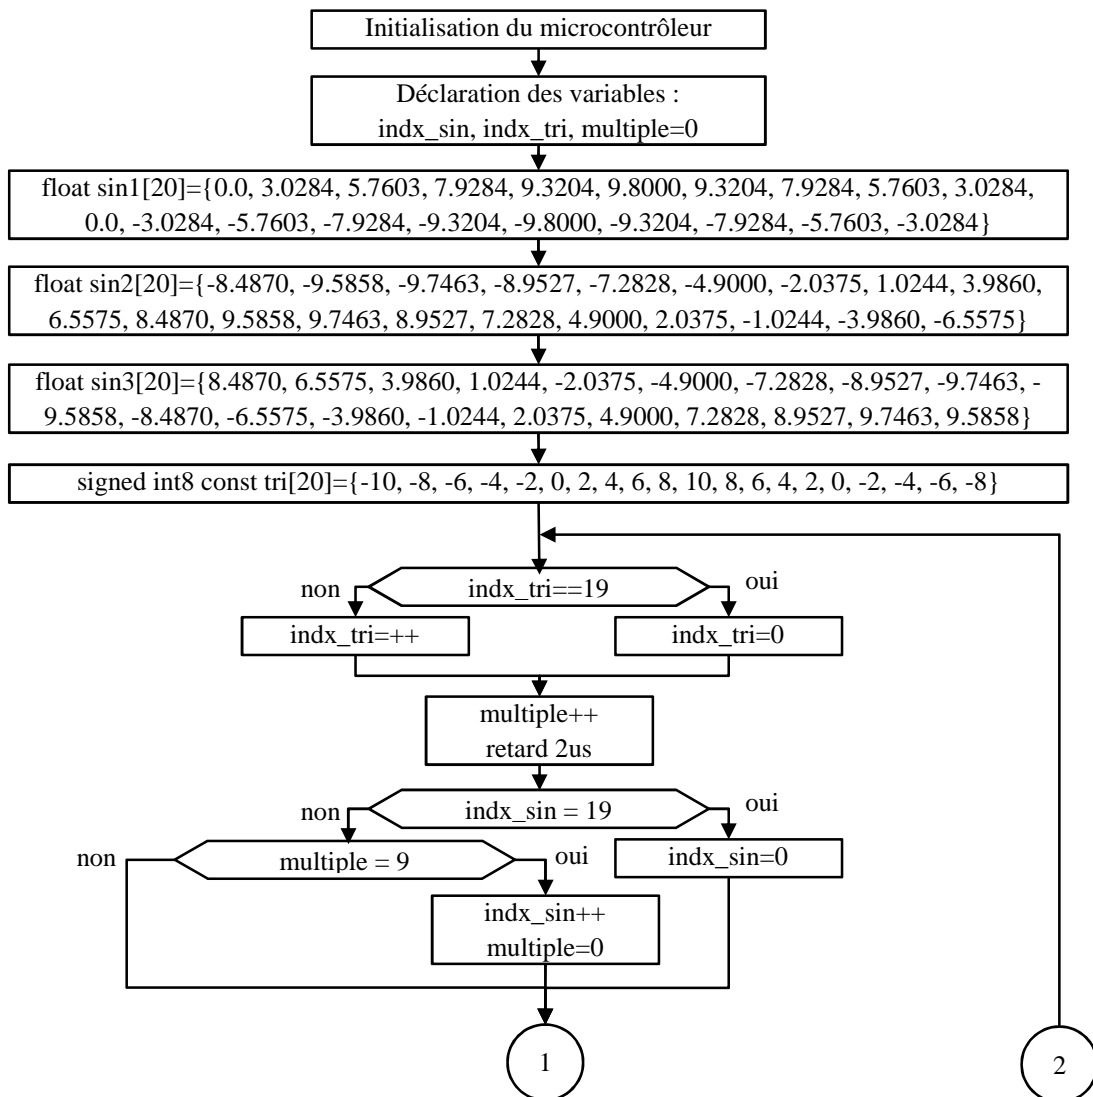 Initialisation du microcontrôleur
Déclaration des variables :
indx_sin, indx_tri, multiple=0
float sin1[20]={0.0, 3.0284, 5.7603, 7.9284, 9.3204, 9.8000, 9.3204, 7.9284, 5.7603, 3.0284,
0.0, -3.0284, -5.7603, -7.9284, -9.3204, -9.8000, -9.3204, -7.9284, -5.7603, -3.0284}
float sin2[20]={-8.4870, -9.5858, -9.7463, -8.9527, -7.2828, -4.9000, -2.0375, 1.0244, 3.9860,
6.5575, 8.4870, 9.5858, 9.7463, 8.9527, 7.2828, 4.9000, 2.0375, -1.0244, -3.9860, -6.5575}
float sin3[20]={8.4870, 6.5575, 3.9860, 1.0244, -2.0375, -4.9000, -7.2828, -8.9527, -9.7463, -
9.5858, -8.4870, -6.5575, -3.9860, -1.0244, 2.0375, 4.9000, 7.2828, 8.9527, 9.7463, 9.5858}
signed int8 const tri[20]={-10, -8, -6, -4, -2, 0, 2, 4, 6, 8, 10, 8, 6, 4, 2, 0, -2, -4, -6, -8}
non
indx_tri==19
oui
indx_tri=++
indx_tri=0
multiple++
retard 2us
non
indx_sin = 19
oui
non
multiple = 9
oui
indx_sin=0
indx_sin++
multiple=0
1
2